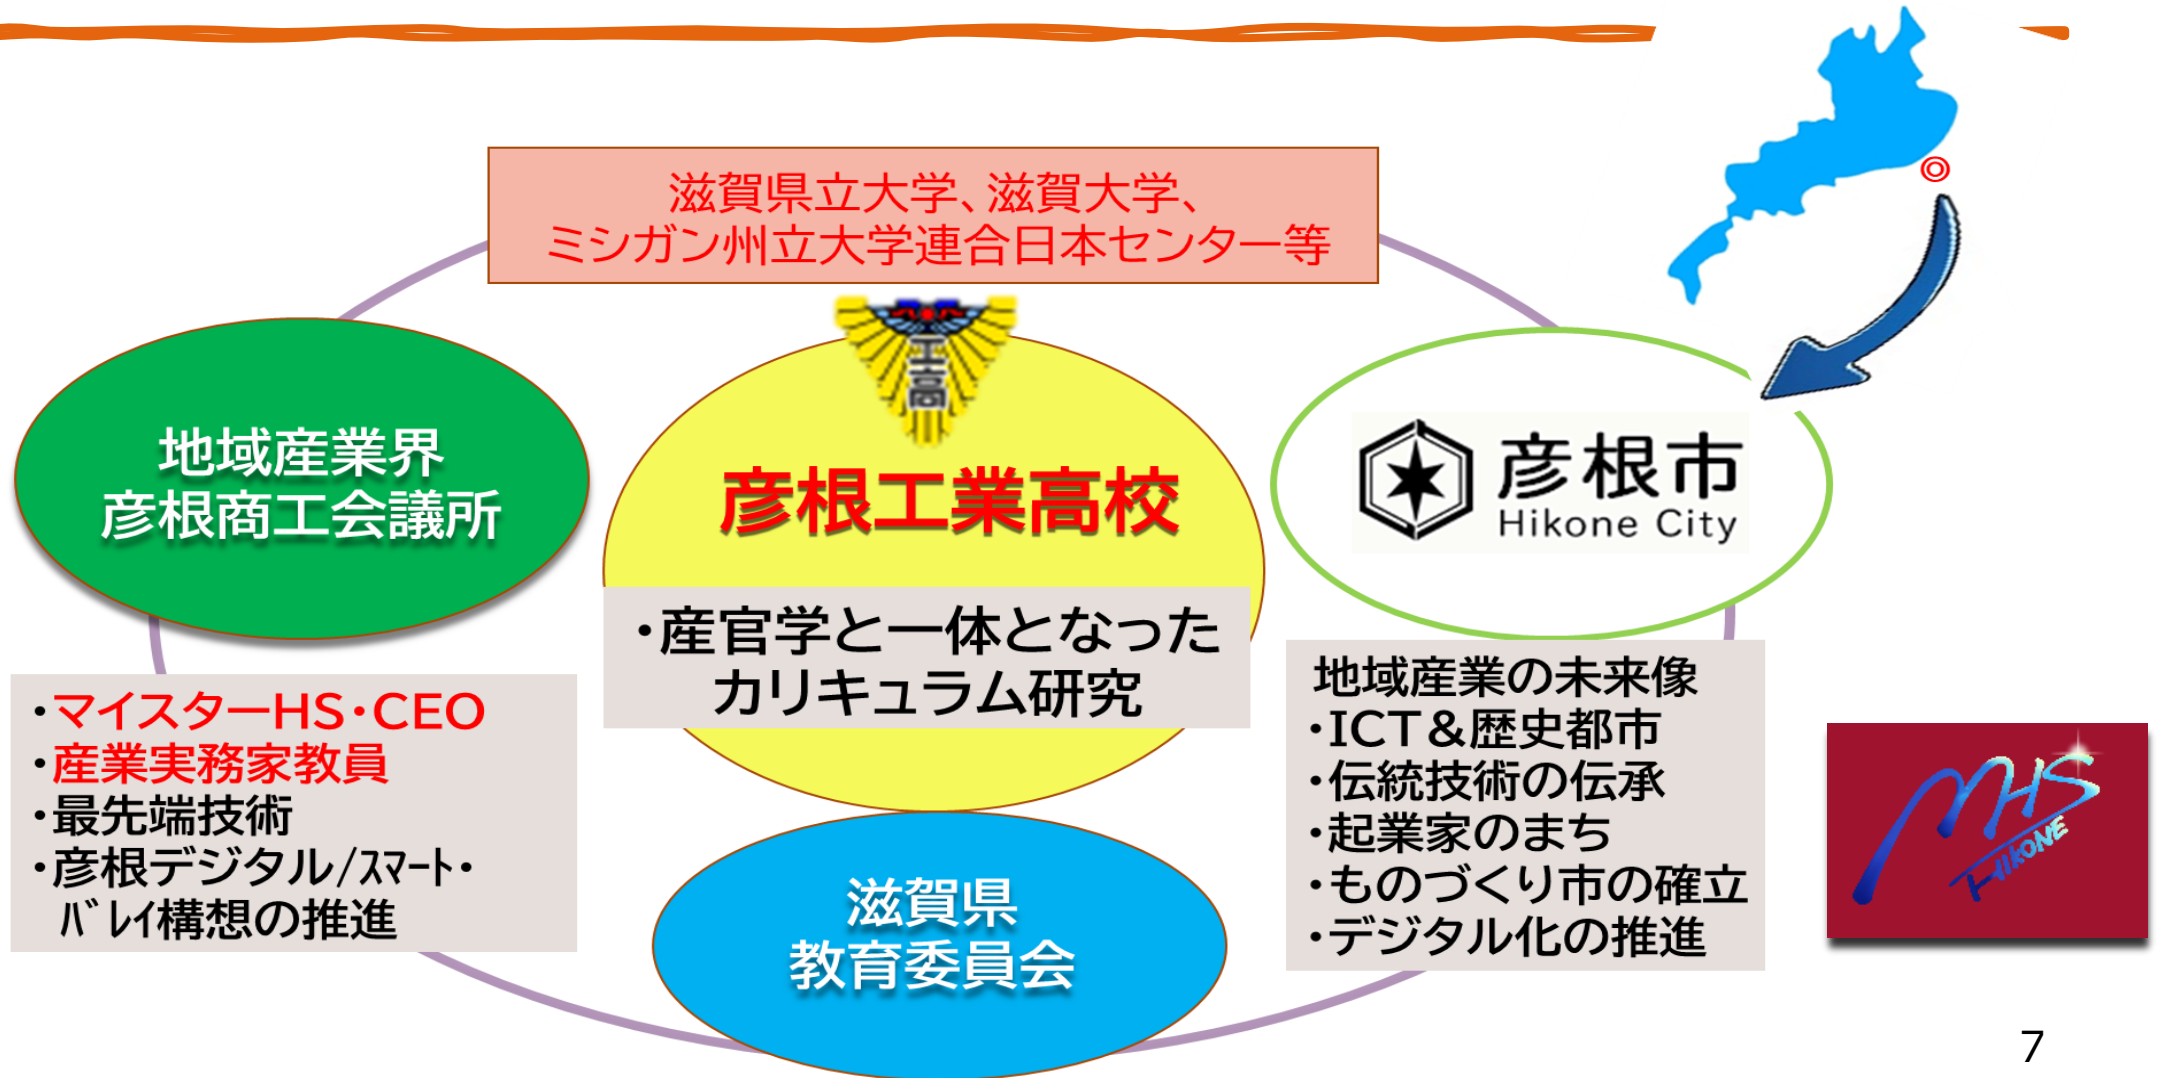 滋賀県立大学、滋賀大学、
ミシガン州立大学連合日本センター等
工高
地域産業界
彦根商工会議所
彦根工業高校
・産官学と一体となった
カリキュラム研究
彦根市
Hikone City
・マイスターHS・CEO
・産業実務家教員
・最先端技術
・彦根デジタル/ｽﾏｰﾄ・
ﾊﾞﾚｲ構想の推進
地域産業の未来像
・ICT＆歴史都市
・伝統技術の伝承
・起業家のまち
・ものづくり市の確立
・デジタル化の推進
滋賀県
教育委員会
MHS
HIKONE
7